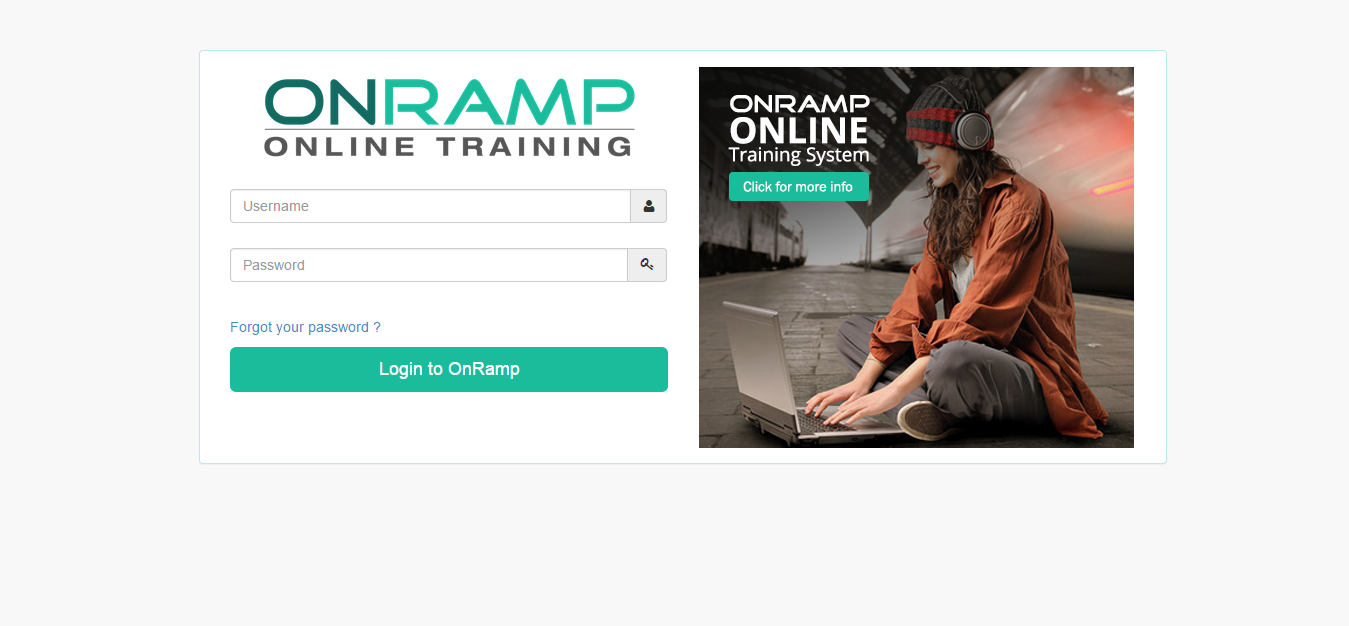 ONRAMP
ONLINE TRAINING
Username
Password
Forgot your password ?
Login to OnRamp
ONRAMP
ONLINE
Training System
Click for more info